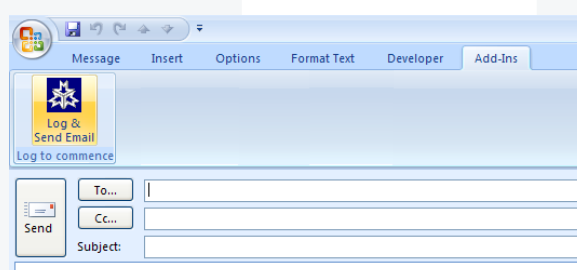 Message Insert Options Format Text Developer Add-Ins
Log &
Send Email
Log to commence
To...
Cc...
Send
Subject: